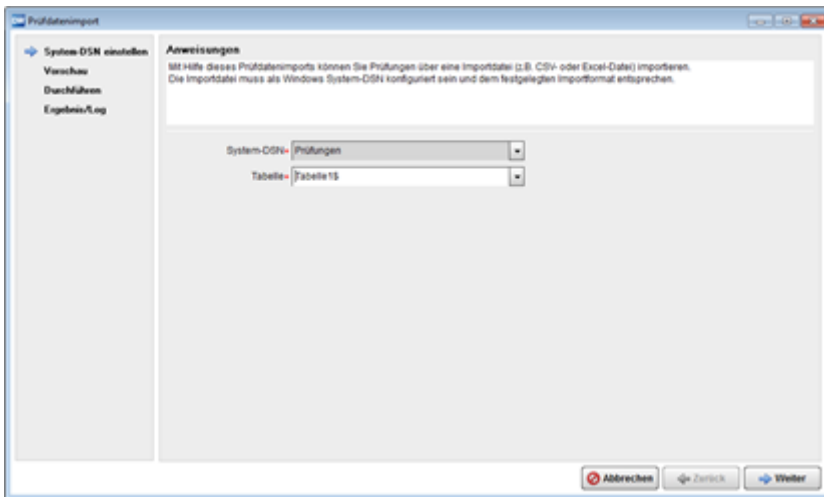 Prüfdatenimport
System-DSN einstellen
Vorschau
Durchführen
Ergebnis/Log
Anweisungen
Mit Hilfe dieses Prüfdatenimports können Sie Prüfungen über eine Importdatei (z.B. CSV- oder Excel-Datei) importieren.
Die Importdatei muss als Windows System-DSN konfiguriert sein und dem festgelegten Importformat entsprechen.
System-DSN* Prüfungen
Tabelle* Tabelle1$
Abbrechen Zurück Weiter